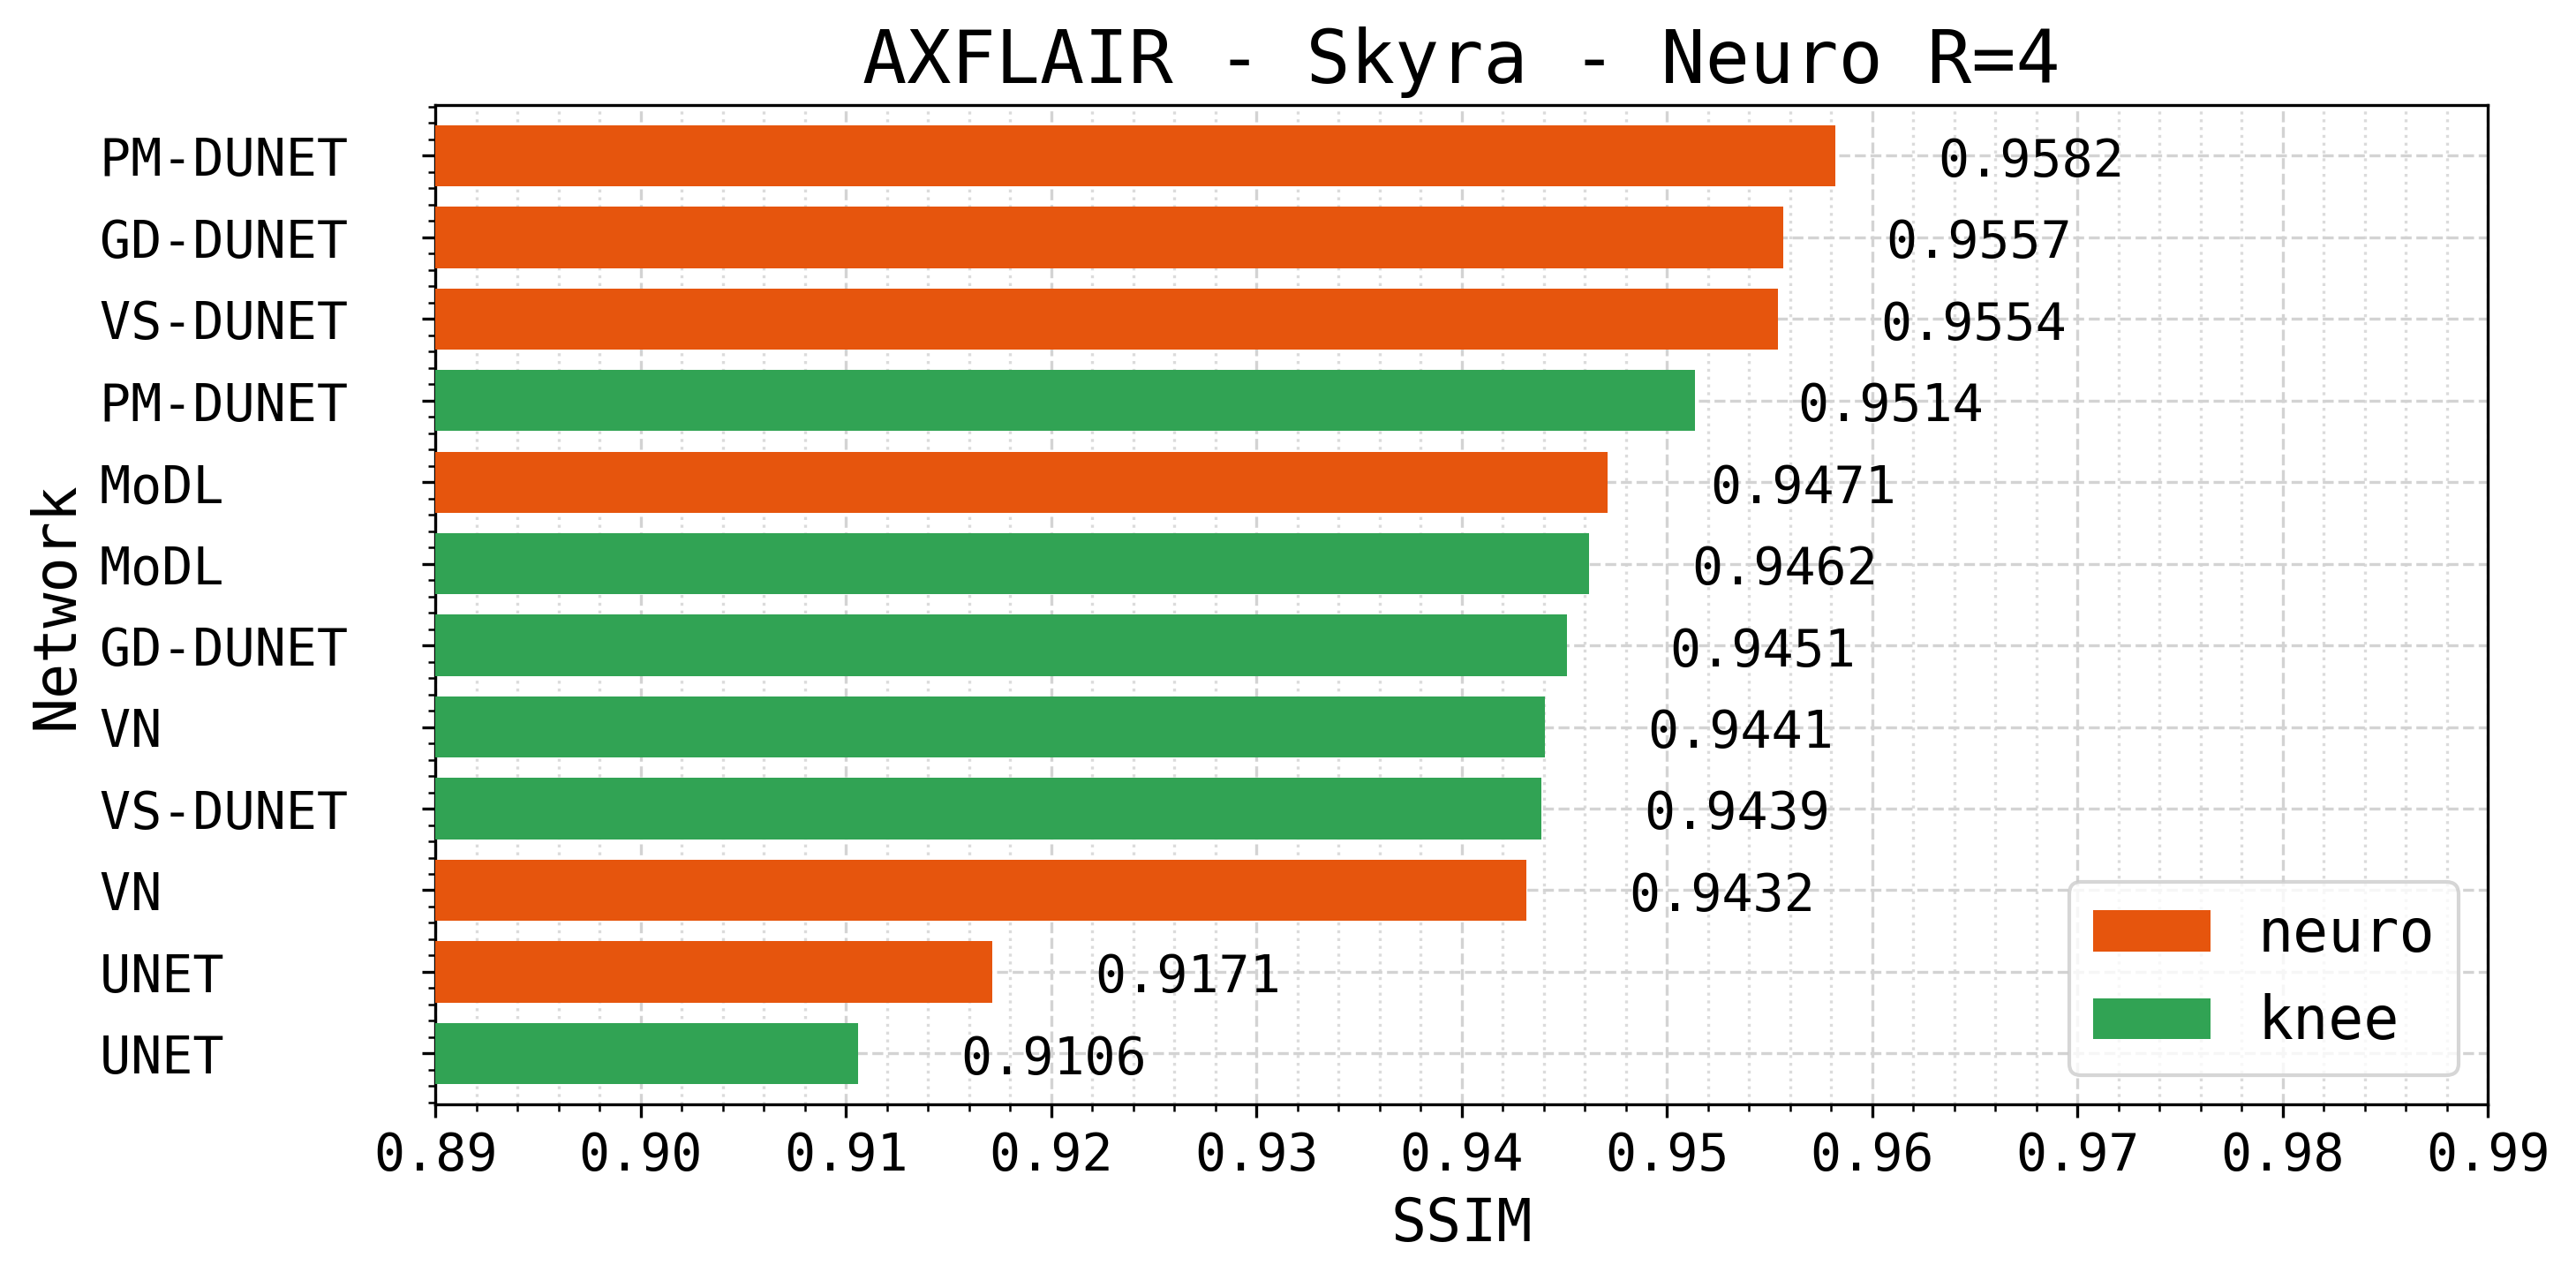 AXFLAIR - Skyra - Neuro R=4
PM-DUNET 0.9582
GD-DUNET 0.9557
VS-DUNET 0.9554
PM-DUNET 0.9514
MoDL 0.9471
MoDL 0.9462
GD-DUNET 0.9451
VN 0.9441
VS-DUNET 0.9439
VN 0.9432
UNET 0.9171
UNET 0.9106
Network
neuro
knee
0.89 0.90 0.91 0.92 0.93 0.94 0.95 0.96 0.97 0.98 0.99
SSIM